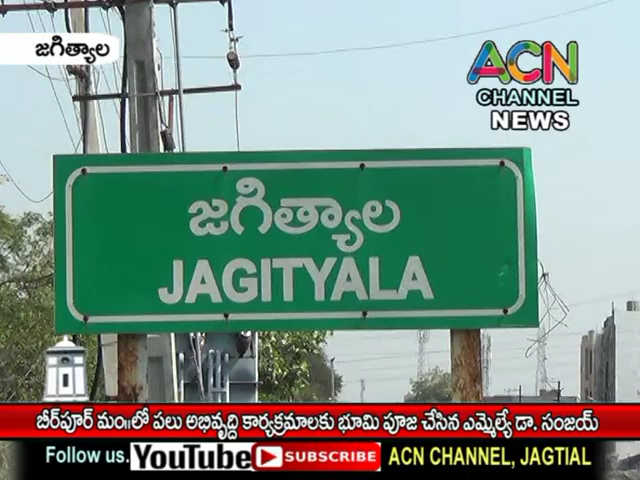 జగిత్యాల
ACN
CHANNEL
NEWS
జగిత్యాల
JAGITYALA
బీర్‌పూర్ మం॥లో పలు అభివృద్ధి కార్యక్రమాలకు భూమి పూజ చేసిన ఎమ్మెల్యే డా. సంజయ్
Follow us. YouTube SUBSCRIBE ACN CHANNEL, JAGTIAL